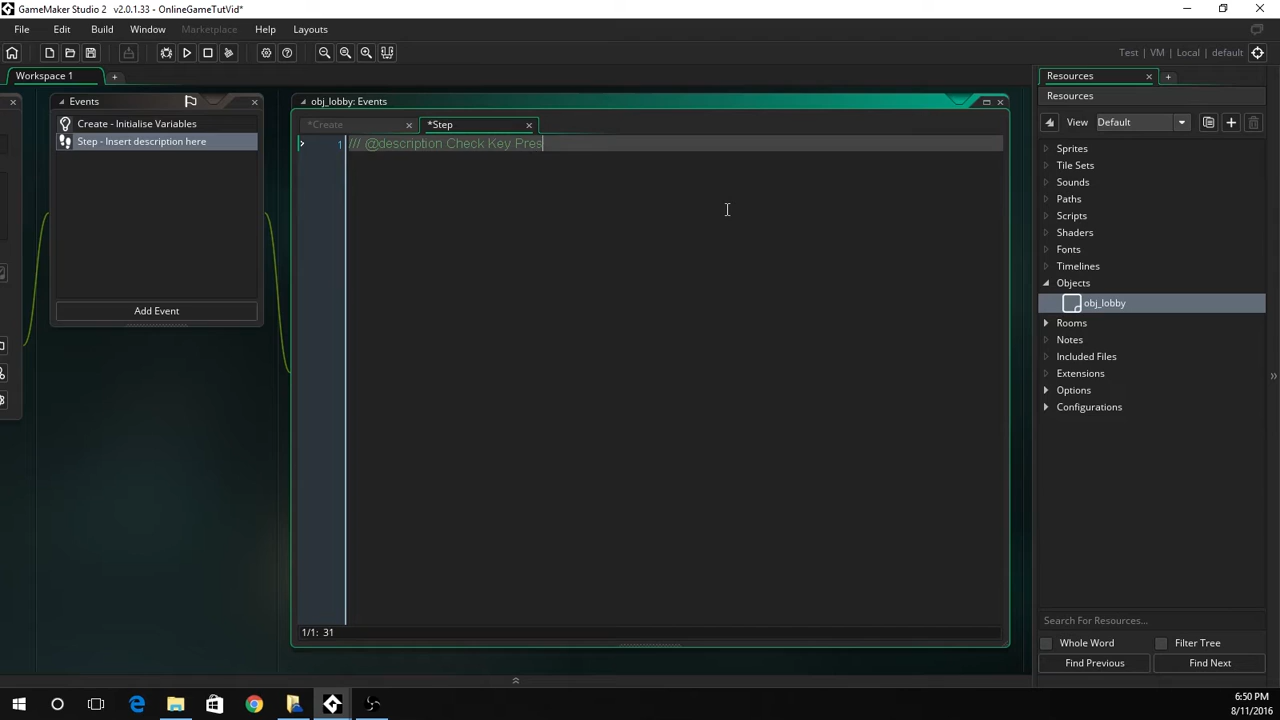 GameMaker Studio 2 v2.0.1.33 - OnlineGameTutVid*
File Edit Build Window Marketplace Help Layouts
Test | VM | Local | default
Workspace 1 +
Events
Create - Initialise Variables
Step - Insert description here
Add Event
obj_lobby: Events
*Create *Step
1 /// @description Check Key Pres
1/1: 31
Resources × +
Resources
View Default
Sprites
Tile Sets
Sounds
Paths
Scripts
Shaders
Fonts
Timelines
Objects
obj_lobby
Rooms
Notes
Included Files
Extensions
Options
Configurations
Search For Resources...
Whole Word Filter Tree
Find Previous Find Next
6:50 PM
8/11/2016